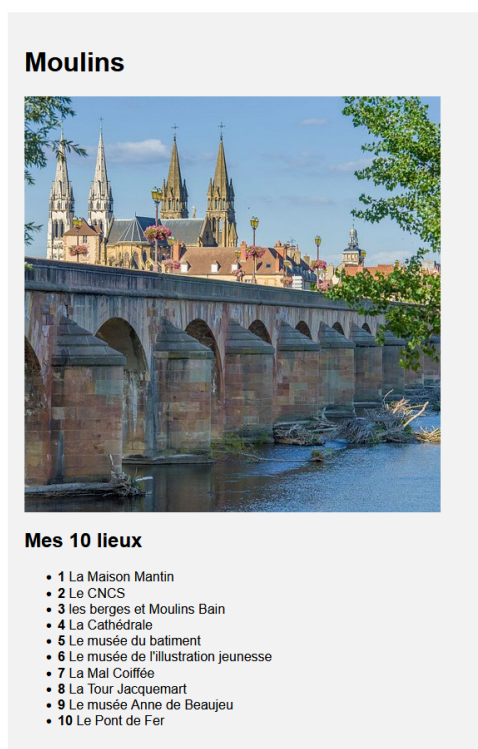 Moulins
Mes 10 lieux
1 La Maison Mantin
2 Le CNCS
3 les berges et Moulins Bain
4 La Cathédrale
5 Le musée du batiment
6 Le musée de l'illustration jeunesse
7 La Mal Coiffée
8 La Tour Jacquemart
9 Le musée Anne de Beaujeu
10 Le Pont de Fer